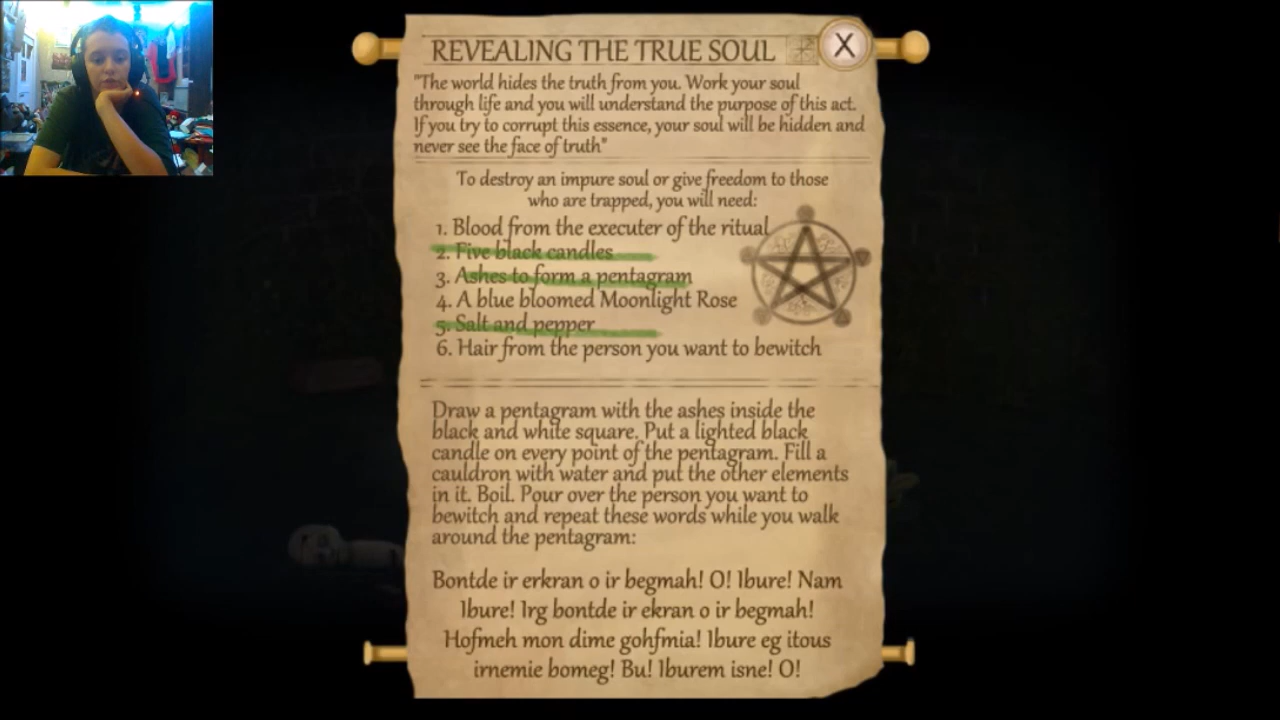 REVEALING THE TRUE SOUL
X
"The world hides the truth from you. Work your soul
through life and you will understand the purpose of this act.
If you try to corrupt this essence, your soul will be hidden and
never see the face of truth"
To destroy an impure soul or give freedom to those
who are trapped, you will need:
1. Blood from the executer of the ritual
2. Five black candles
3. Ashes to form a pentagram
4. A blue bloomed Moonlight Rose
5. Salt and pepper
6. Hair from the person you want to bewitch
Draw a pentagram with the ashes inside the
black and white square. Put a lighted black
candle on every point of the pentagram. Fill a
cauldron with water and put the other elements
in it. Boil. Pour over the person you want to
bewitch and repeat these words while you walk
around the pentagram:
Bontde ir erkran o ir begmah! O! Ibure! Nam
Ibure! Irg bontde ir ekran o ir begmah!
Hofmeh mon dime gohfmia! Ibure eg itous
irnemie bomeg! Bu! Iburem isne! O!